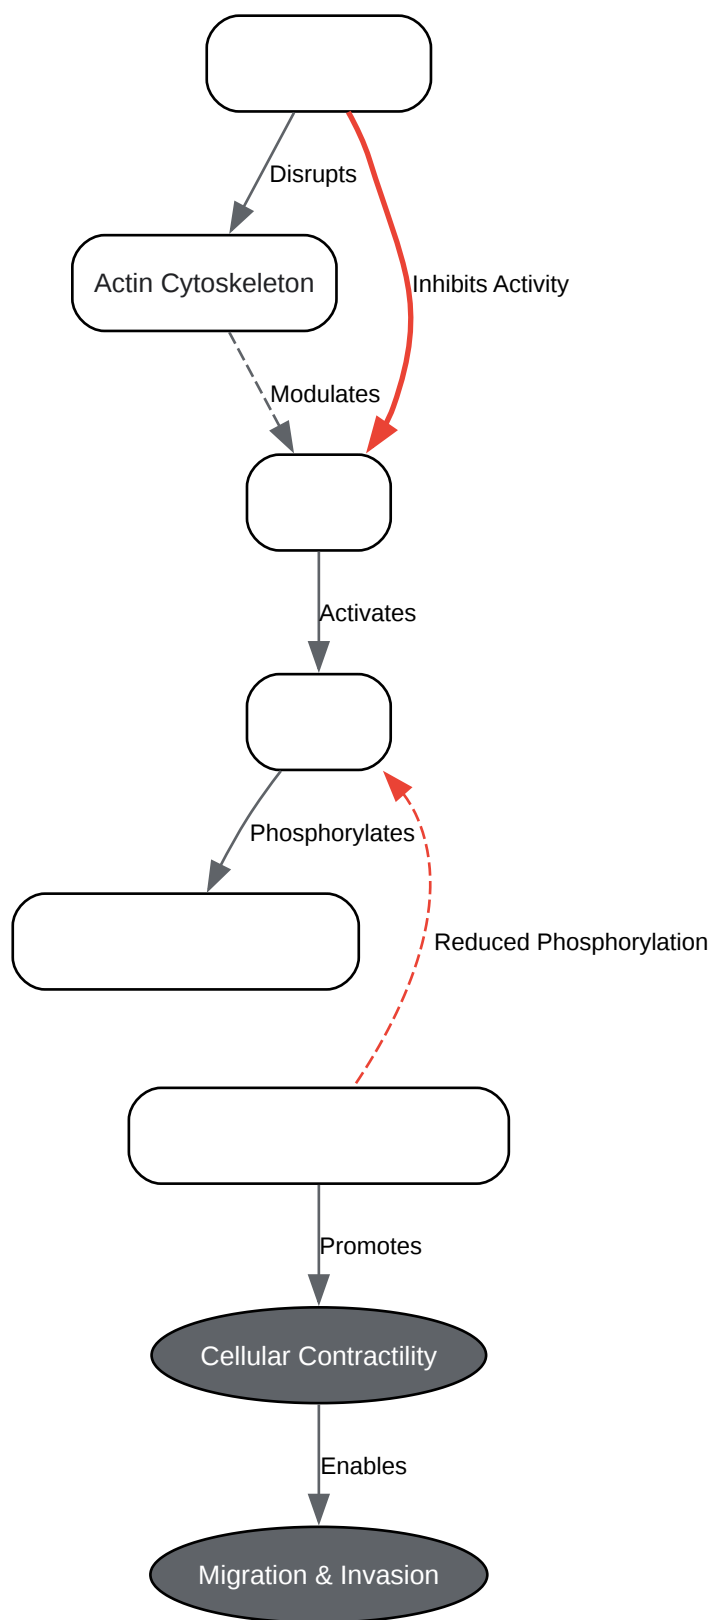 Disrupts
Actin Cytoskeleton
Inhibits Activity
Modulates
Activates
Phosphorylates
Reduced Phosphorylation
Promotes
Cellular Contractility
Enables
Migration & Invasion